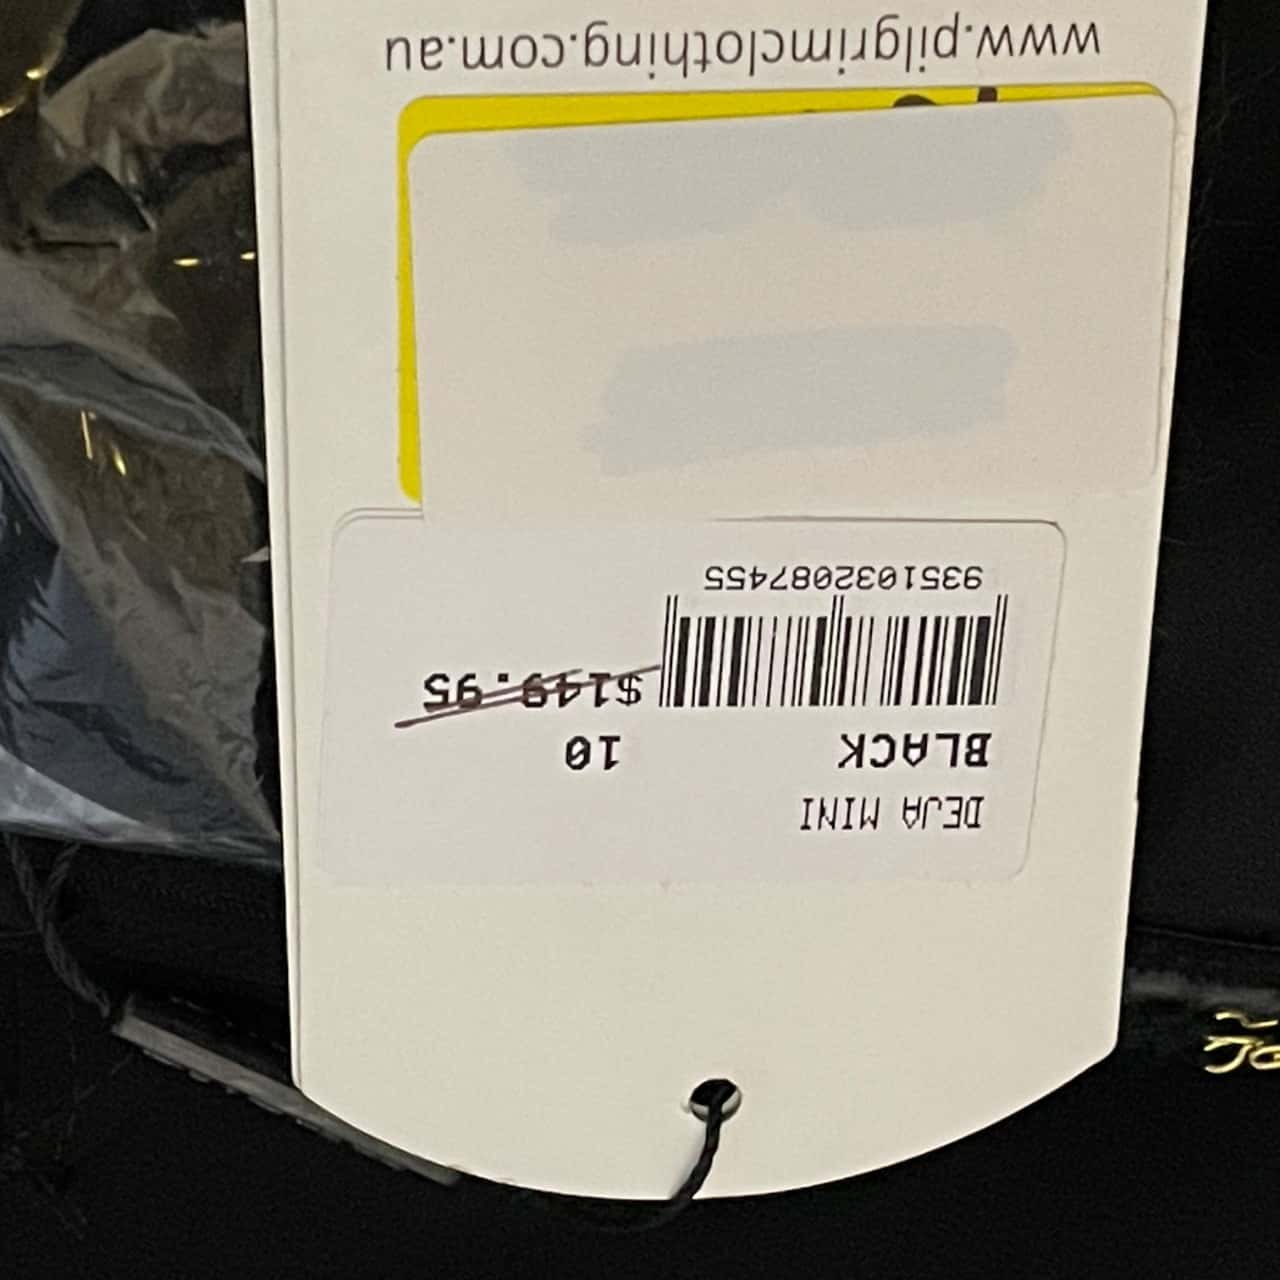 DEJA MINI
BLACK 10
$149.95
9351032087455
www.pilgrimclothing.com.au